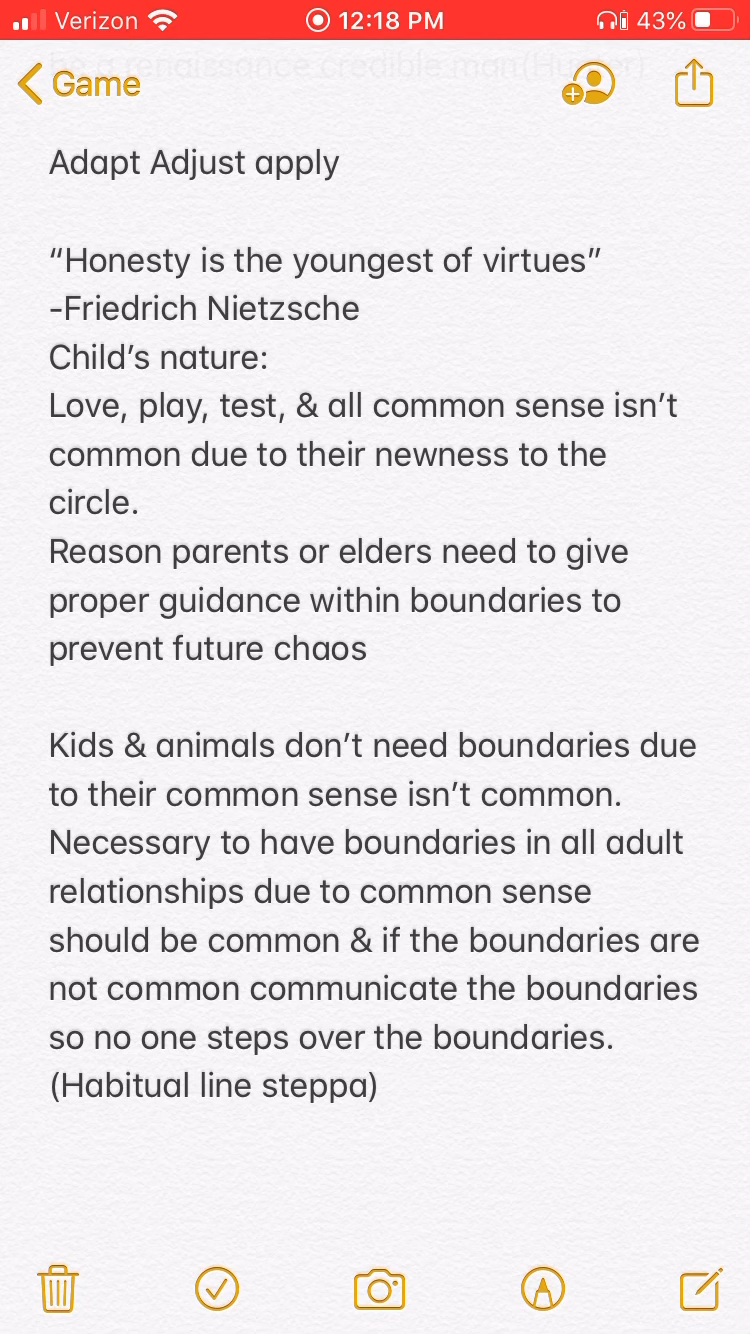 Verizon 12:18 PM 43%
be a renaissance credible man(Hunter)
Game
Adapt Adjust apply
“Honesty is the youngest of virtues”
-Friedrich Nietzsche
Child’s nature:
Love, play, test, & all common sense isn’t
common due to their newness to the
circle.
Reason parents or elders need to give
proper guidance within boundaries to
prevent future chaos
Kids & animals don’t need boundaries due
to their common sense isn’t common.
Necessary to have boundaries in all adult
relationships due to common sense
should be common & if the boundaries are
not common communicate the boundaries
so no one steps over the boundaries.
(Habitual line steppa)